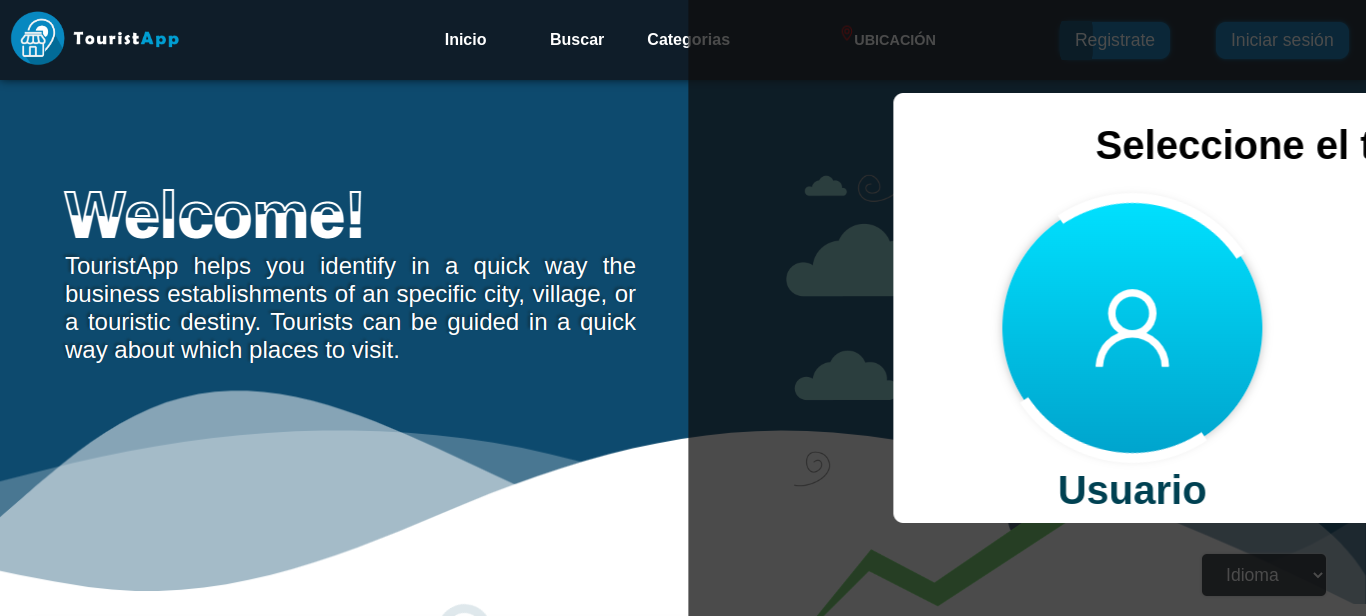 TouristApp
Inicio
Buscar
Categorias
UBICACIÓN
Registrate
Iniciar sesión
Seleccione el t
Welcome!
TouristApp helps you identify in a quick way the
business establishments of an specific city, village, or
a touristic destiny. Tourists can be guided in a quick
way about which places to visit.
Usuario
Idioma